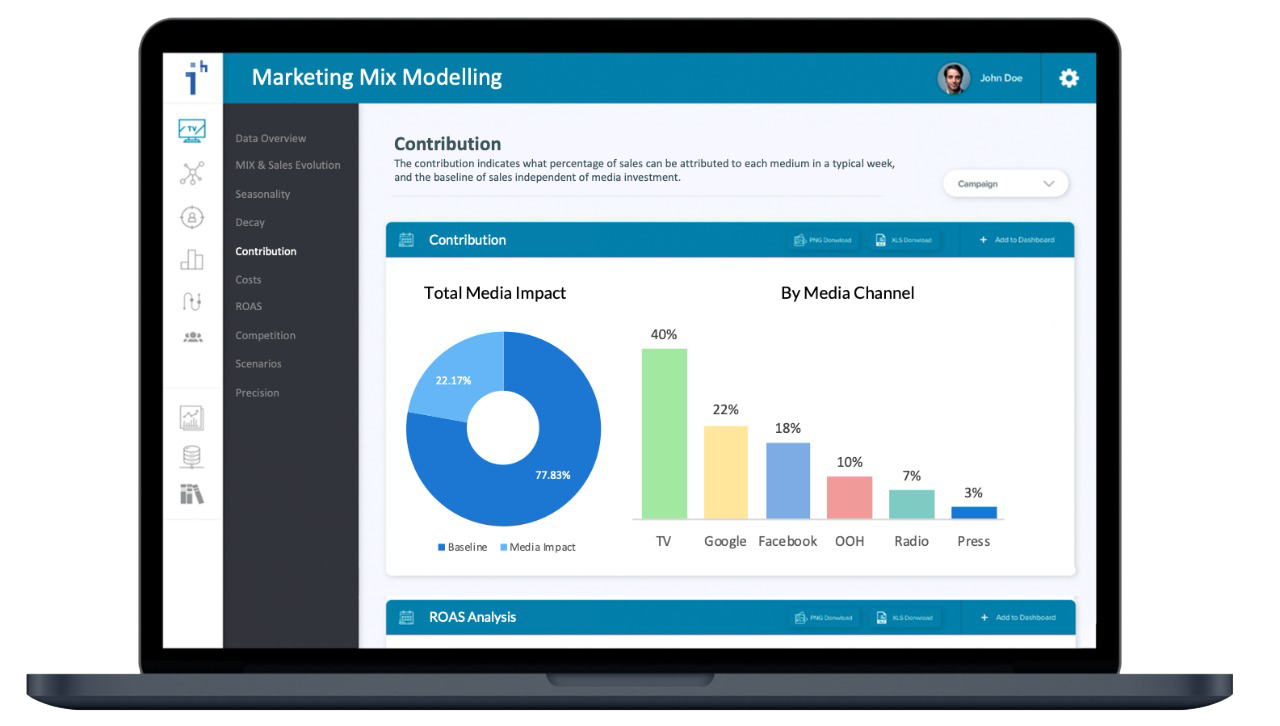 ih
Marketing Mix Modelling
John Doe
TV
Data Overview
MIX & Sales Evolution
Seasonality
Decay
Contribution
Costs
ROAS
Competition
Scenarios
Precision
Contribution
The contribution indicates what percentage of sales can be attributed to each medium in a typical week,
and the baseline of sales independent of media investment.
Campaign
Contribution
PNG Donwload
XLS Donwload
+ Add to Dashboard
Total Media Impact
22.17%
77.83%
Baseline
Media Impact
By Media Channel
40%
22%
18%
10%
7%
3%
TV
Google
Facebook
OOH
Radio
Press
ROAS Analysis
PNG Donwload
XLS Donwload
+ Add to Dashboard